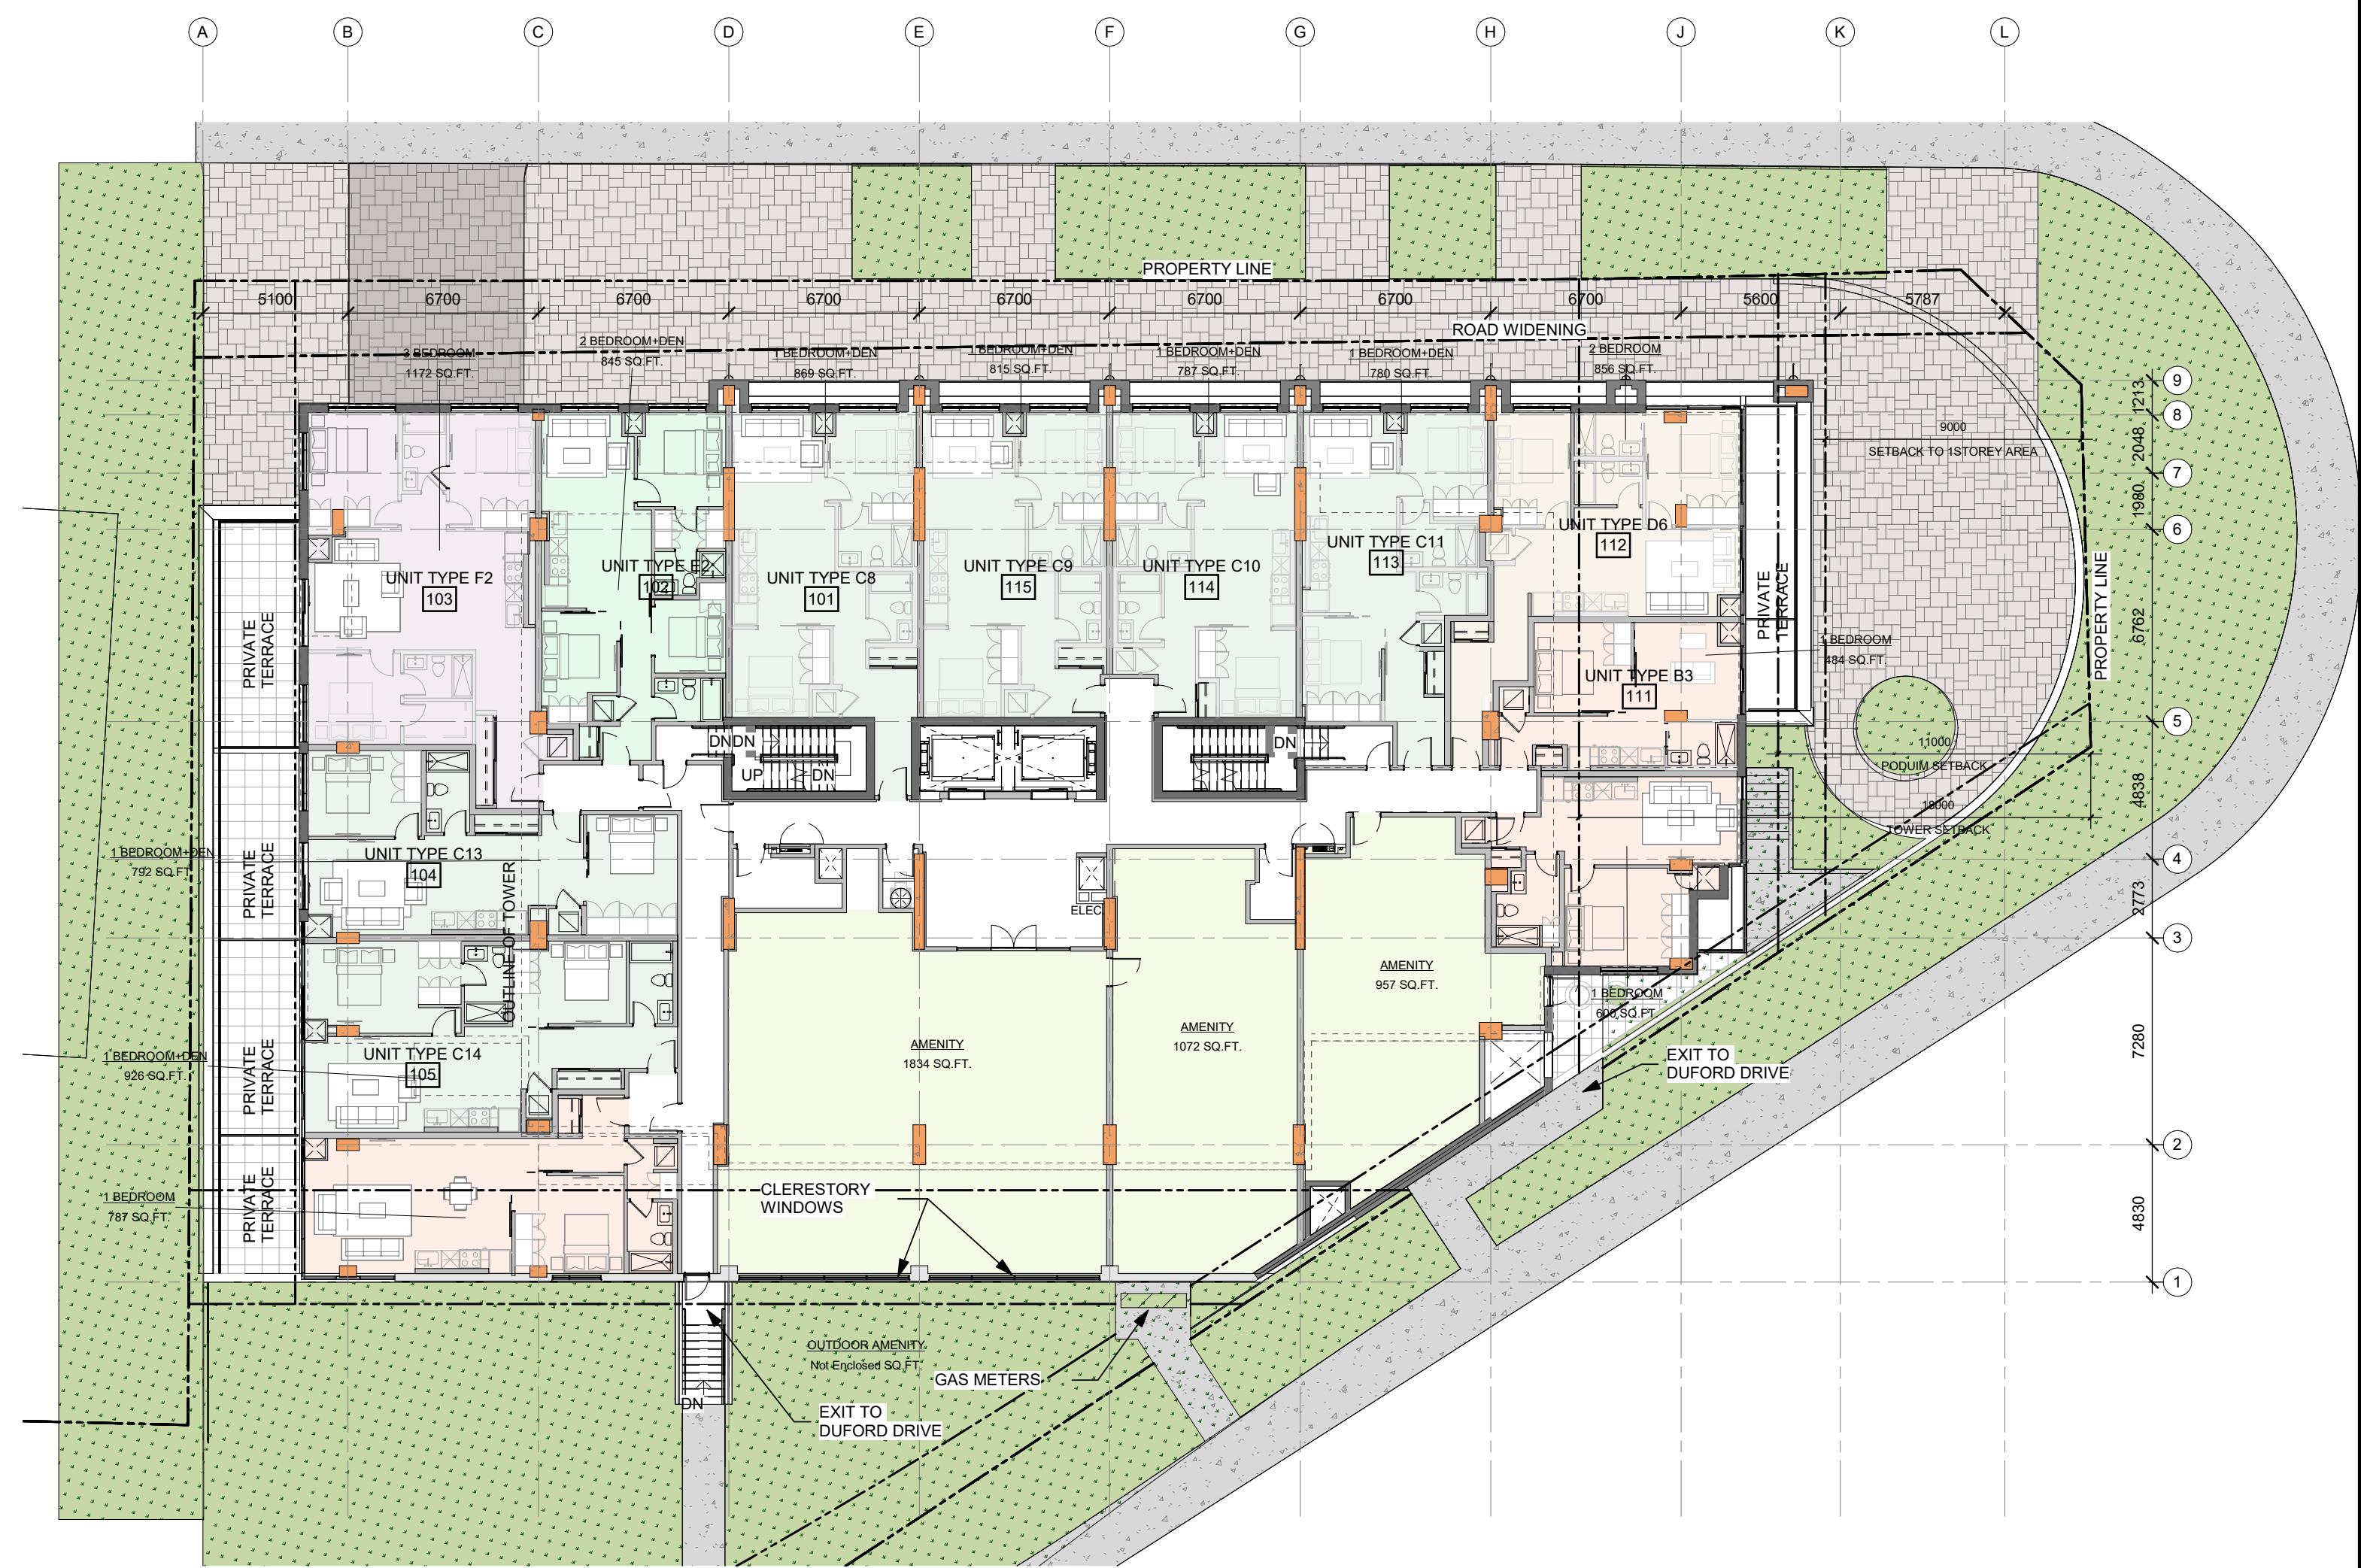 A
B
C
D
E
F
G
H
J
K
L
PROPERTY LINE
5100
6700
6700
6700
6700
6700
6700
6700
5600
5787
ROAD WIDENING
3 BEDROOM
1172 SQ.FT.
2 BEDROOM+DEN
845 SQ.FT.
1 BEDROOM+DEN
869 SQ.FT.
1 BEDROOM+DEN
815 SQ.FT.
1 BEDROOM+DEN
787 SQ.FT.
1 BEDROOM+DEN
780 SQ.FT.
2 BEDROOM
856 SQ.FT.
9
1213
8
2048
7
1980
6
6762
5
4838
4
2773
3
7280
2
4830
1
9000
SETBACK TO 1STOREY AREA
UNIT TYPE F2
103
UNIT TYPE E2
102
UNIT TYPE C8
101
UNIT TYPE C9
115
UNIT TYPE C10
114
UNIT TYPE C11
113
UNIT TYPE D6
112
UNIT TYPE B3
111
PRIVATE
TERRACE
1 BEDROOM
484 SQ.FT.
PROPERTY LINE
11000
PODUIM SETBACK
18000
TOWER SETBACK
PRIVATE
TERRACE
DN
DN
UP
DN
DN
1 BEDROOM+DEN
792 SQ.FT.
UNIT TYPE C13
104
PRIVATE
TERRACE
OUTLINE OF TOWER
ELEC
AMENITY
957 SQ.FT.
1 BEDROOM
600 SQ.FT.
AMENITY
1072 SQ.FT.
AMENITY
1834 SQ.FT.
1 BEDROOM+DEN
926 SQ.FT.
UNIT TYPE C14
105
PRIVATE
TERRACE
EXIT TO
DUFORD DRIVE
1 BEDROOM
787 SQ.FT.
PRIVATE
TERRACE
CLERESTORY
WINDOWS
OUTDOOR AMENITY
Not Enclosed SQ.FT.
GAS METERS
DN
EXIT TO
DUFORD DRIVE